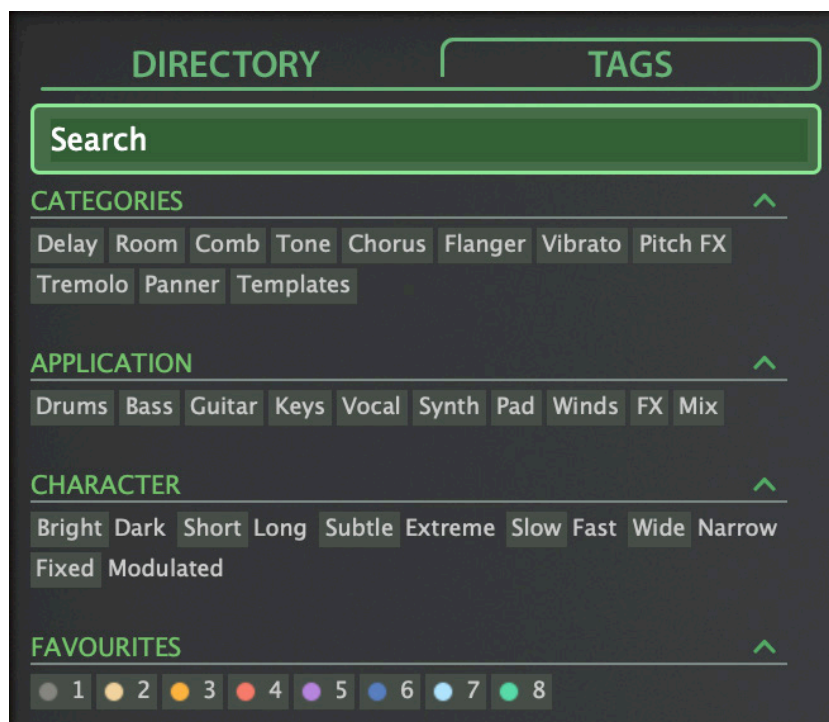 DIRECTORY TAGS
Search
CATEGORIES
Delay Room Comb Tone Chorus Flanger Vibrato Pitch FX
Tremolo Panner Templates
APPLICATION
Drums Bass Guitar Keys Vocal Synth Pad Winds FX Mix
CHARACTER
Bright Dark Short Long Subtle Extreme Slow Fast Wide Narrow
Fixed Modulated
FAVOURITES
1 2 3 4 5 6 7 8